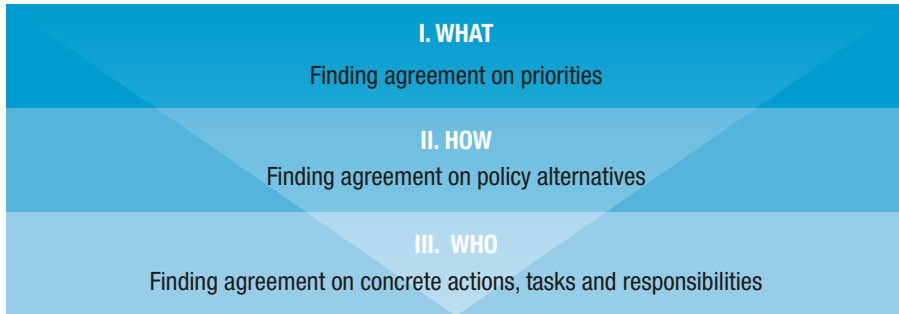 I. WHAT
Finding agreement on priorities
II. HOW
Finding agreement on policy alternatives
III. WHO
Finding agreement on concrete actions, tasks and responsibilities